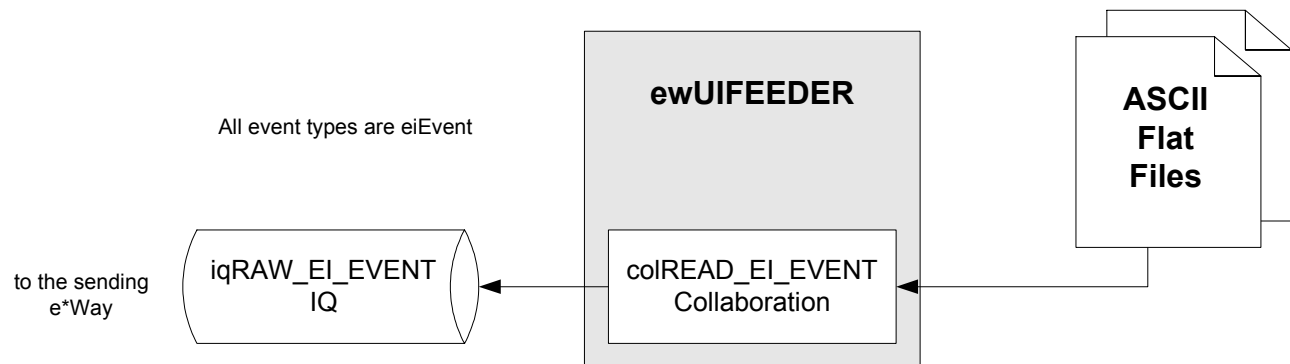 ewUIFEEDER
ASCII
Flat
Files
All event types are eiEvent
to the sending
e*Way
iqRAW_EI_EVENT
IQ
colREAD_EI_EVENT
Collaboration